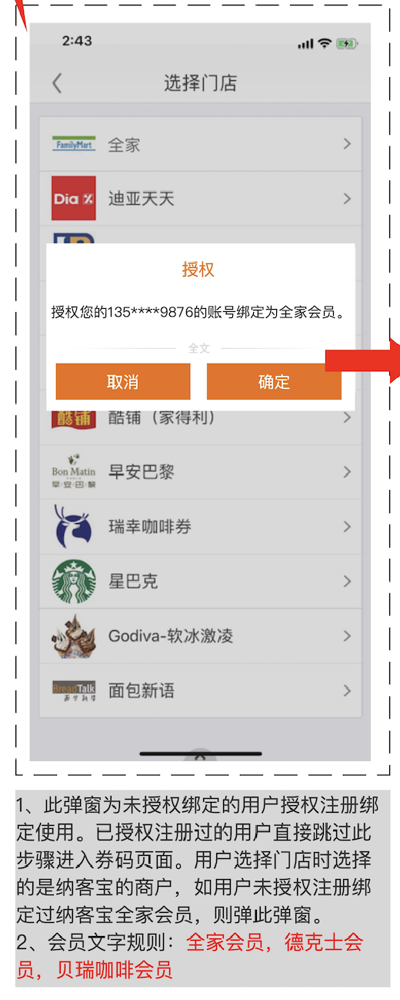 2:43
选择门店
FamilyMart 全家
Dia % 迪亚天天
授权
授权您的135****9876的账号绑定为全家会员。
全文
取消 确定
酷铺 酷铺（家得利）
Bon Matin
早·安·巴·黎 早安巴黎
瑞幸咖啡券
星巴克
Godiva-软冰激凌
BreadTalk 面包新语
1、此弹窗为未授权绑定的用户授权注册绑
定使用。已授权注册过的用户直接跳过此
步骤进入券码页面。用户选择门店时选择
的是纳客宝的商户，如用户未授权注册绑
定过纳客宝全家会员，则弹此弹窗。
2、会员文字规则：全家会员，德克士会
员，贝瑞咖啡会员